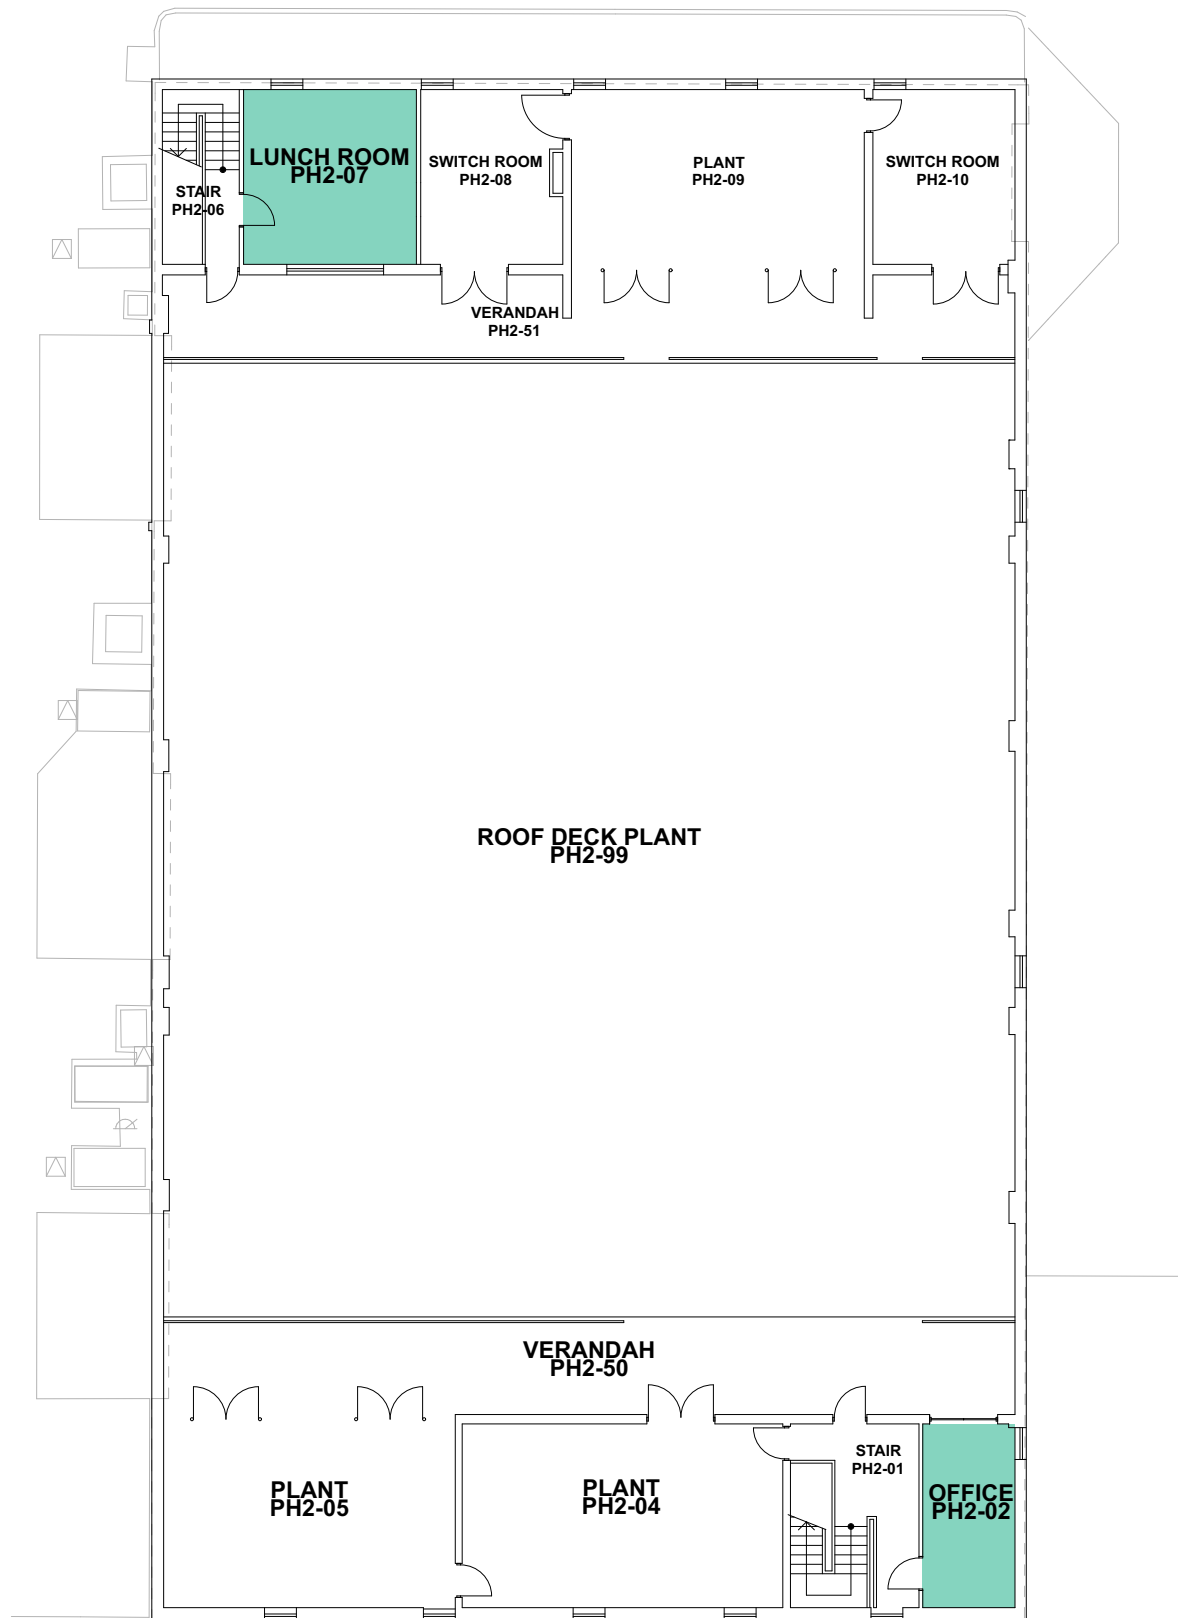 LUNCH ROOM
PH2-07
SWITCH ROOM
PH2-08
PLANT
PH2-09
SWITCH ROOM
PH2-10
STAIR
PH2-06
VERANDAH
PH2-51
ROOF DECK PLANT
PH2-99
VERANDAH
PH2-50
STAIR
PH2-01
PLANT
PH2-05
PLANT
PH2-04
OFFICE
PH2-02